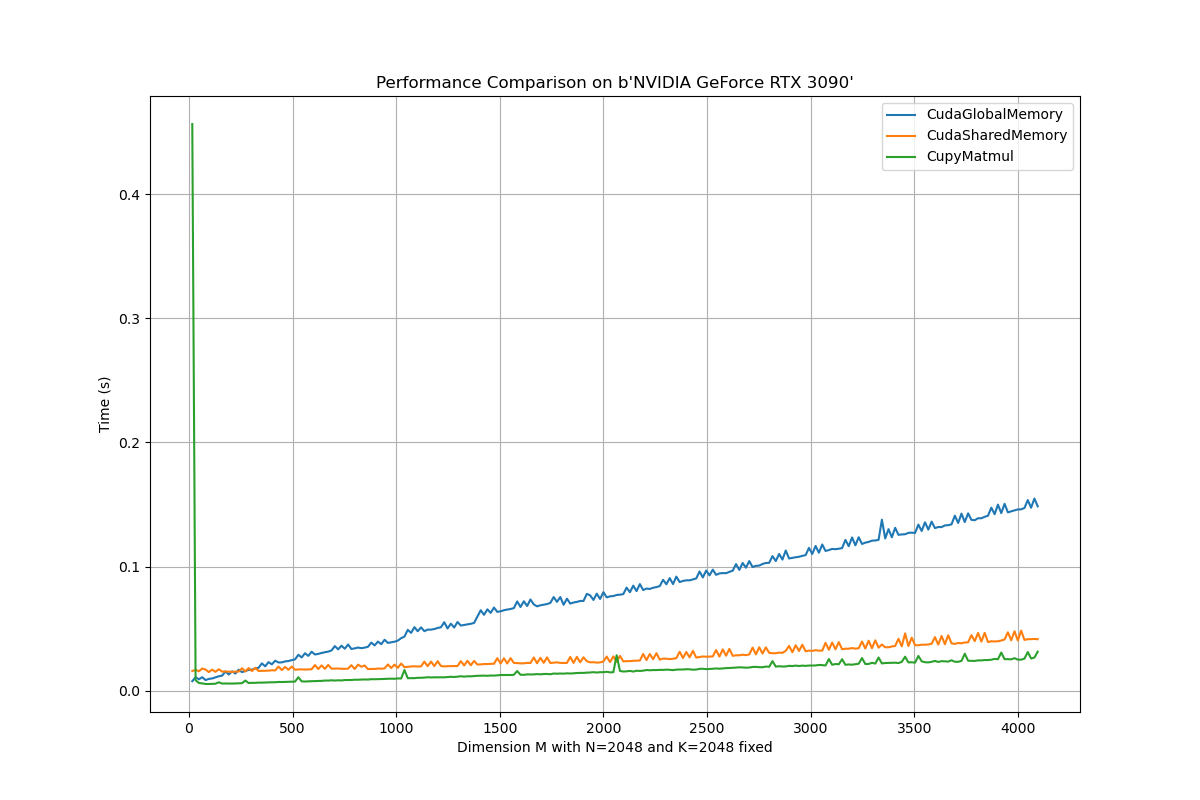 Performance Comparison on b'NVIDIA GeForce RTX 3090'
CudaGlobalMemory
CudaSharedMemory
CupyMatmul
Time (s)
0.4
0.3
0.2
0.1
0.0
0 500 1000 1500 2000 2500 3000 3500 4000
Dimension M with N=2048 and K=2048 fixed